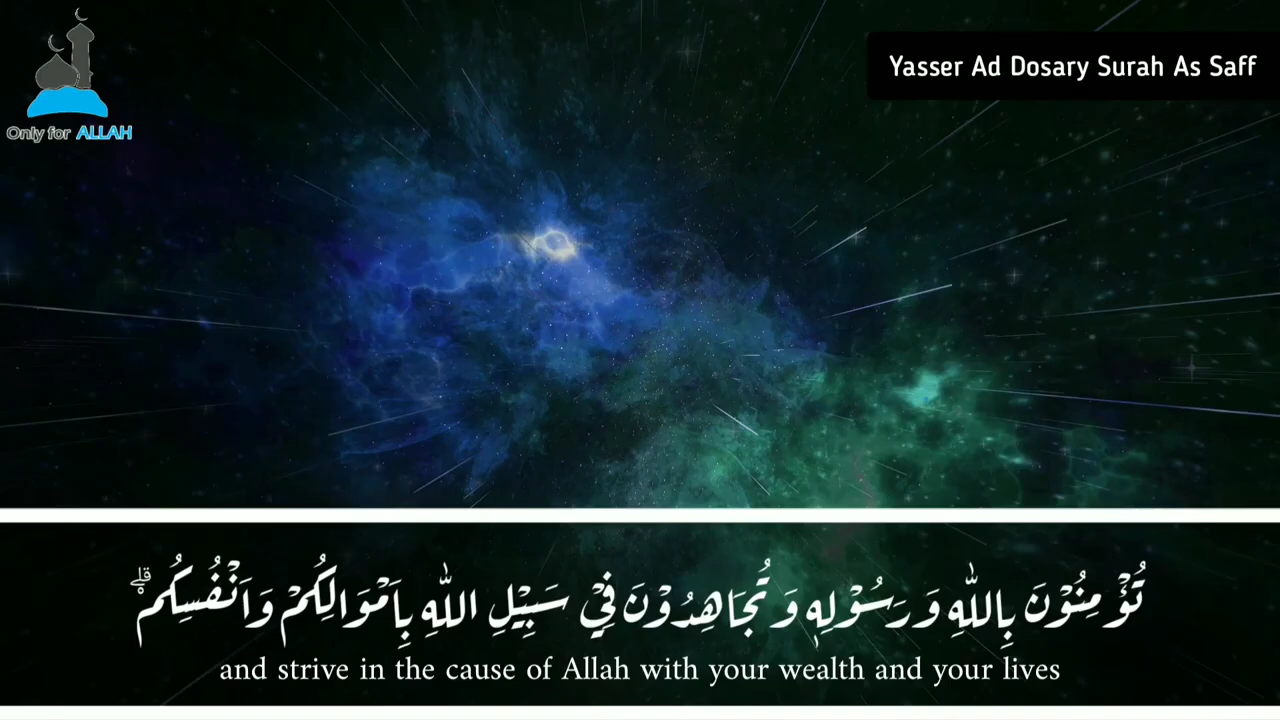 Yasser Ad Dosary Surah As Saff
Only for ALLAH
تُؤْمِنُوْنَ بِاللّٰهِ وَرَسُوْلِهٖ وَتُجَاهِدُوْنَ فِيْ سَبِيْلِ اللّٰهِ بِاَمْوَالِكُمْ وَاَنْفُسِكُمْ ۗ
and strive in the cause of Allah with your wealth and your lives